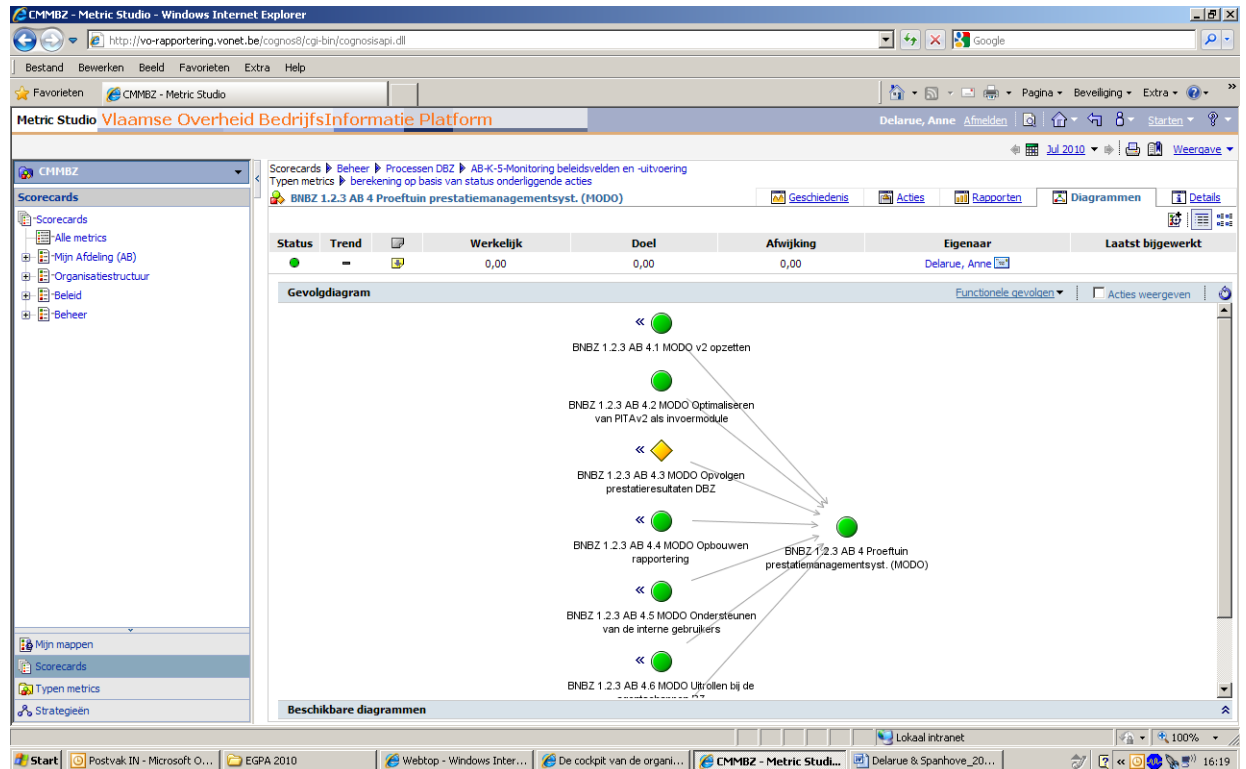 CMMBZ - Metric Studio - Windows Internet Explorer
http://vo-rapportering.vonet.be/cognos8/cgi-bin/cognosisapi.dll
Google
Bestand Bewerken Beeld Favorieten Extra Help
Favorieten CMMBZ - Metric Studio
Pagina Beveiliging Extra
Metric Studio Vlaamse Overheid BedrijfsInformatie Platform
Delarue, Anne Afmelden Starten
Jul 2010 Weergave
CMMBZ
Scorecards
Scorecards
Alle metrics
Mijn Afdeling (AB)
Organisatiestructuur
Beleid
Beheer
Mijn mappen
Scorecards
Typen metrics
Strategieën
Scorecards Beheer Processen DBZ AB-K-5-Monitoring beleidsvelden en -uitvoering
Typen metrics berekening op basis van status onderliggende acties
BNBZ 1.2.3 AB 4 Proeftuin prestatiemanagementsyst. (MODO)
Geschiedenis Acties Rapporten Diagrammen Details
Status Trend Werkelijk Doel Afwijking Eigenaar Laatst bijgewerkt
0,00 0,00 0,00 Delarue, Anne
Gevolgdiagram
Functionele gevolgen Acties weergeven
BNBZ 1.2.3 AB 4.1 MODO v2 opzetten
BNBZ 1.2.3 AB 4.2 MODO Optimaliseren
van PITAv2 als invoermodule
BNBZ 1.2.3 AB 4.3 MODO Opvolgen
prestatieresultaten DBZ
BNBZ 1.2.3 AB 4.4 MODO Opbouwen
rapportering
BNBZ 1.2.3 AB 4 Proeftuin
prestatiemanagementsyst. (MODO)
BNBZ 1.2.3 AB 4.5 MODO Ondersteunen
van de interne gebruikers
BNBZ 1.2.3 AB 4.6 MODO Uitrollen bij de
Beschikbare diagrammen
Lokaal intranet 100%
Start Postvak IN - Microsoft O... EGPA 2010 Webtop - Windows Inter... De cockpit van de organi... CMMBZ - Metric Studi... Delarue & Spanhove_20... 16:19